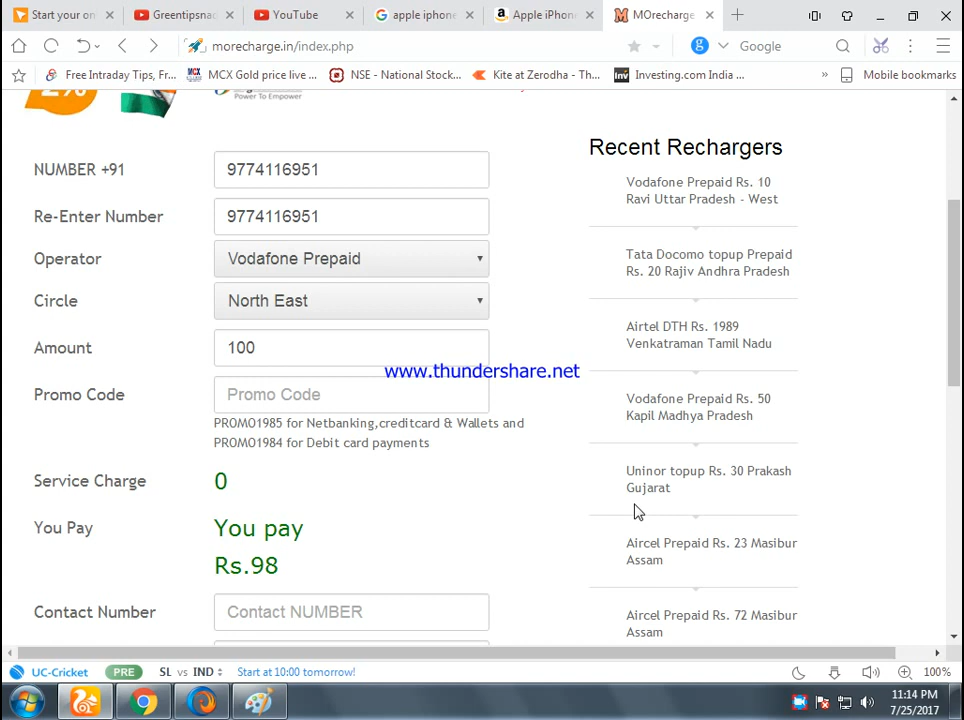 Start your on
Greentipsnac
YouTube
apple iphone
Apple iPhon
MOrecharge
morecharge.in/index.php
Google
Free Intraday Tips, Fr...
MCX Gold price live ...
NSE - National Stock...
Kite at Zerodha - Th...
Investing.com India ...
»
Mobile bookmarks
2%
Power To Empower
NUMBER +91
9774116951
Re-Enter Number
9774116951
Operator
Vodafone Prepaid
Circle
North East
Amount
100
www.thundershare.net
Promo Code
Promo Code
PROMO1985 for Netbanking,creditcard & Wallets and
PROMO1984 for Debit card payments
Service Charge
0
You Pay
You pay
Rs.98
Contact Number
Contact NUMBER
Recent Rechargers
Vodafone Prepaid Rs. 10
Ravi Uttar Pradesh - West
Tata Docomo topup Prepaid
Rs. 20 Rajiv Andhra Pradesh
Airtel DTH Rs. 1989
Venkatraman Tamil Nadu
Vodafone Prepaid Rs. 50
Kapil Madhya Pradesh
Uninor topup Rs. 30 Prakash
Gujarat
Aircel Prepaid Rs. 23 Masibur
Assam
Aircel Prepaid Rs. 72 Masibur
Assam
UC-Cricket
PRE
SL vs IND
Start at 10:00 tomorrow!
100%
11:14 PM
7/25/2017